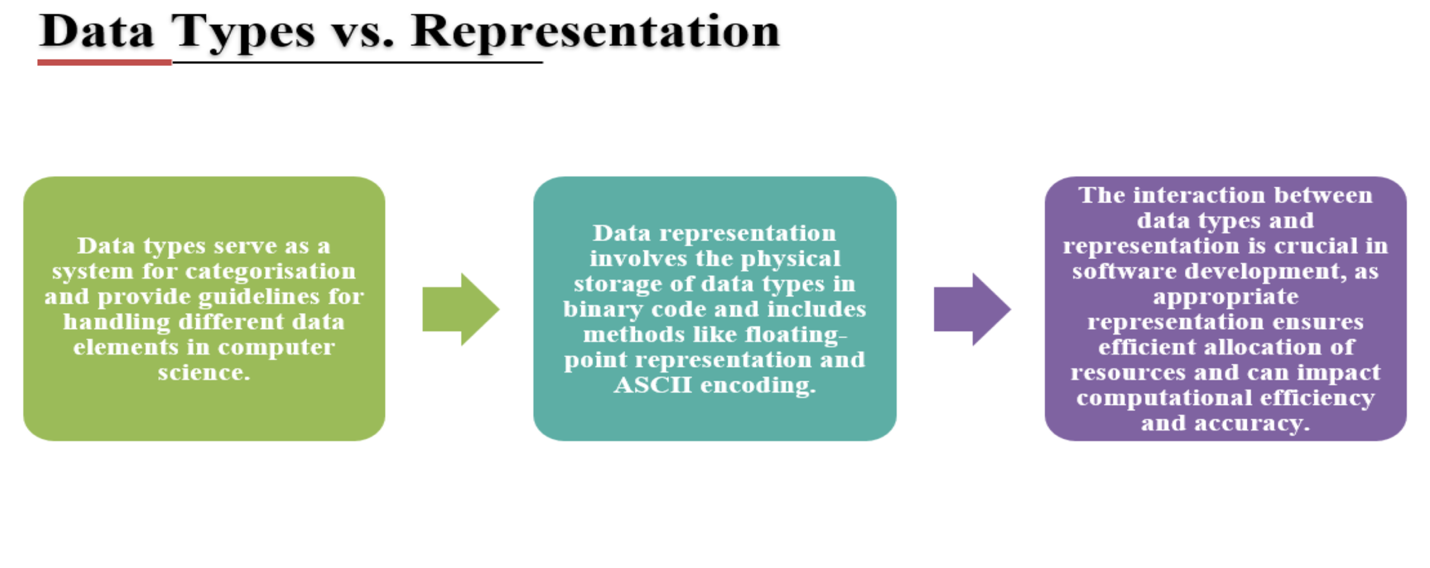 Data Types vs. Representation
Data types serve as a
system for categorisation
and provide guidelines for
handling different data
elements in computer
science.
Data representation
involves the physical
storage of data types in
binary code and includes
methods like floating-
point representation and
ASCII encoding.
The interaction between
data types and
representation is crucial in
software development, as
appropriate
representation ensures
efficient allocation of
resources and can impact
computational efficiency
and accuracy.